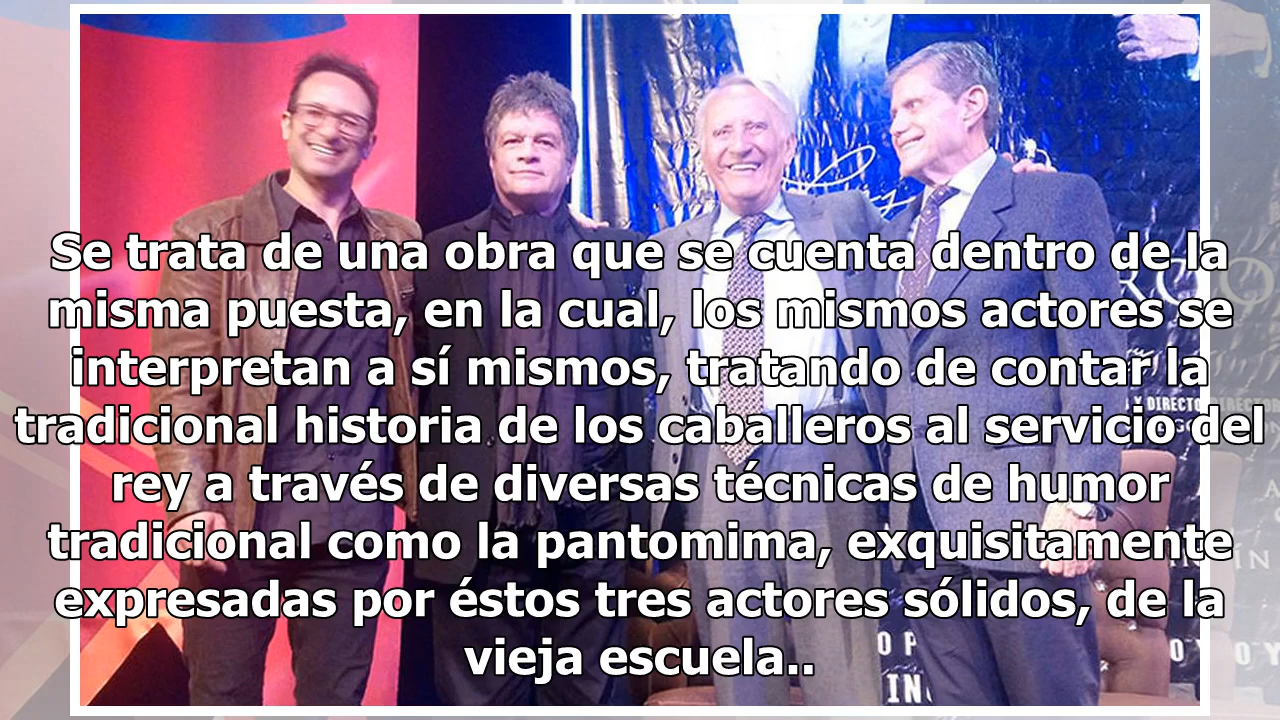 Se trata de una obra que se cuenta dentro de la
misma puesta, en la cual, los mismos actores se
interpretan a sí mismos, tratando de contar la
tradicional historia de los caballeros al servicio del
rey a través de diversas técnicas de humor
tradicional como la pantomima, exquisitamente
expresadas por éstos tres actores sólidos, de la
vieja escuela..
Y DIRECTO